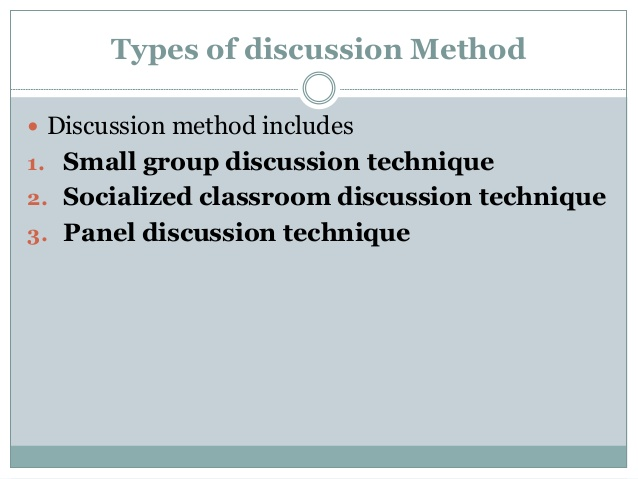 Types of discussion Method
• Discussion method includes
1. Small group discussion technique
2. Socialized classroom discussion technique
3. Panel discussion technique